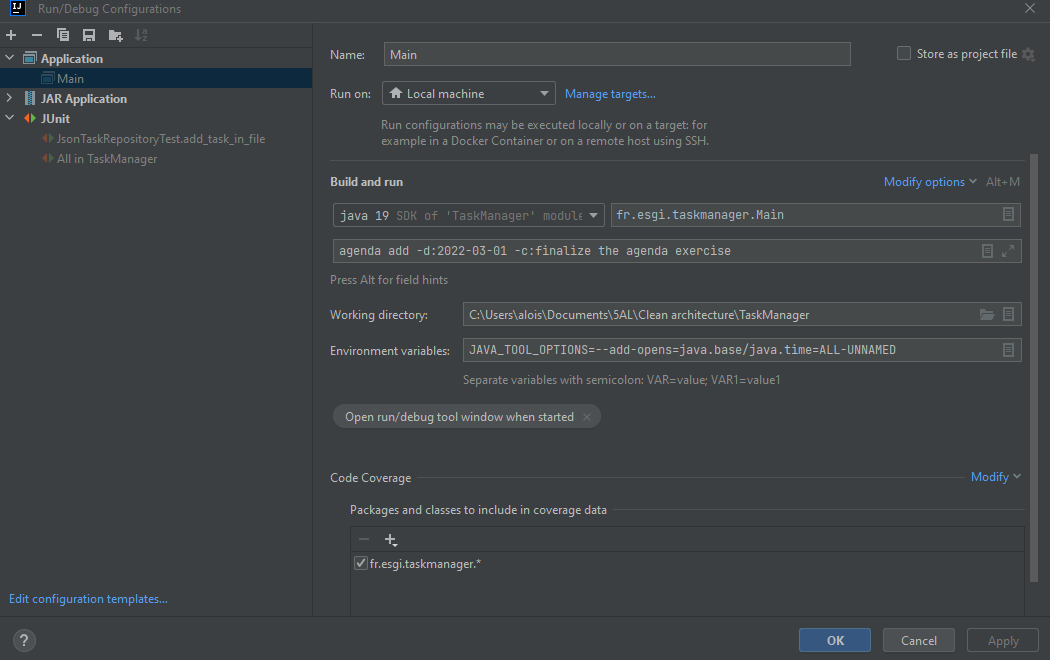 IJ
Run/Debug Configurations
Application
Main
JAR Application
JUnit
JsonTaskRepositoryTest.add_task_in_file
All in TaskManager
Edit configuration templates...
Name:
Main
Store as project file
Run on:
Local machine
Manage targets...
Run configurations may be executed locally or on a target: for
example in a Docker Container or on a remote host using SSH.
Build and run
Modify options
Alt+M
java 19 SDK of 'TaskManager' module
fr.esgi.taskmanager.Main
agenda add -d:2022-03-01 -c:finalize the agenda exercise
Press Alt for field hints
Working directory:
C:\Users\alois\Documents\5AL\Clean architecture\TaskManager
Environment variables:
JAVA_TOOL_OPTIONS=--add-opens=java.base/java.time=ALL-UNNAMED
Separate variables with semicolon: VAR=value; VAR1=value1
Open run/debug tool window when started
Code Coverage
Modify
Packages and classes to include in coverage data
fr.esgi.taskmanager.*
?
OK
Cancel
Apply